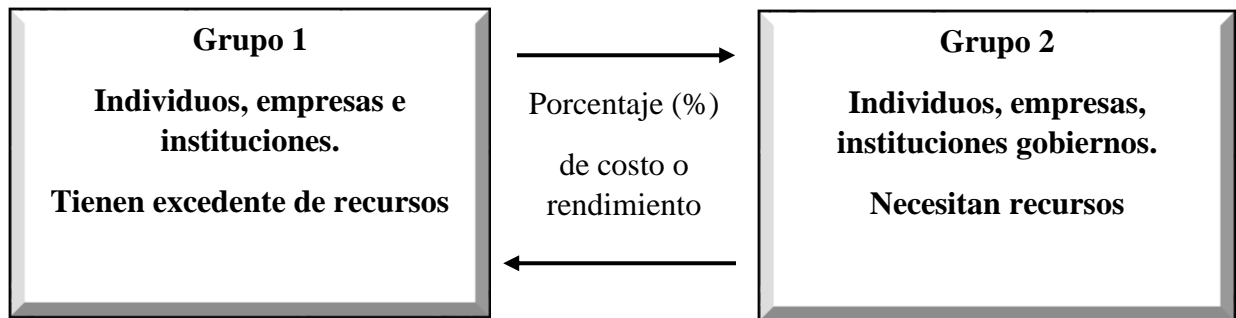 Grupo 1
Individuos, empresas e
instituciones.
Tienen excedente de recursos
Porcentaje (%)
de costo o
rendimiento
Grupo 2
Individuos, empresas,
instituciones gobiernos.
Necesitan recursos